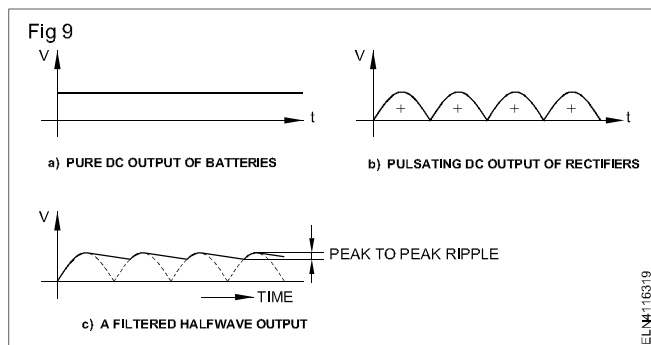 Fig 9
V
t
a) PURE DC OUTPUT OF BATTERIES
V
+ + + +
t
b) PULSATING DC OUTPUT OF RECTIFIERS
V
PEAK TO PEAK RIPPLE
TIME
c) A FILTERED HALFWAVE OUTPUT
ELN4116319